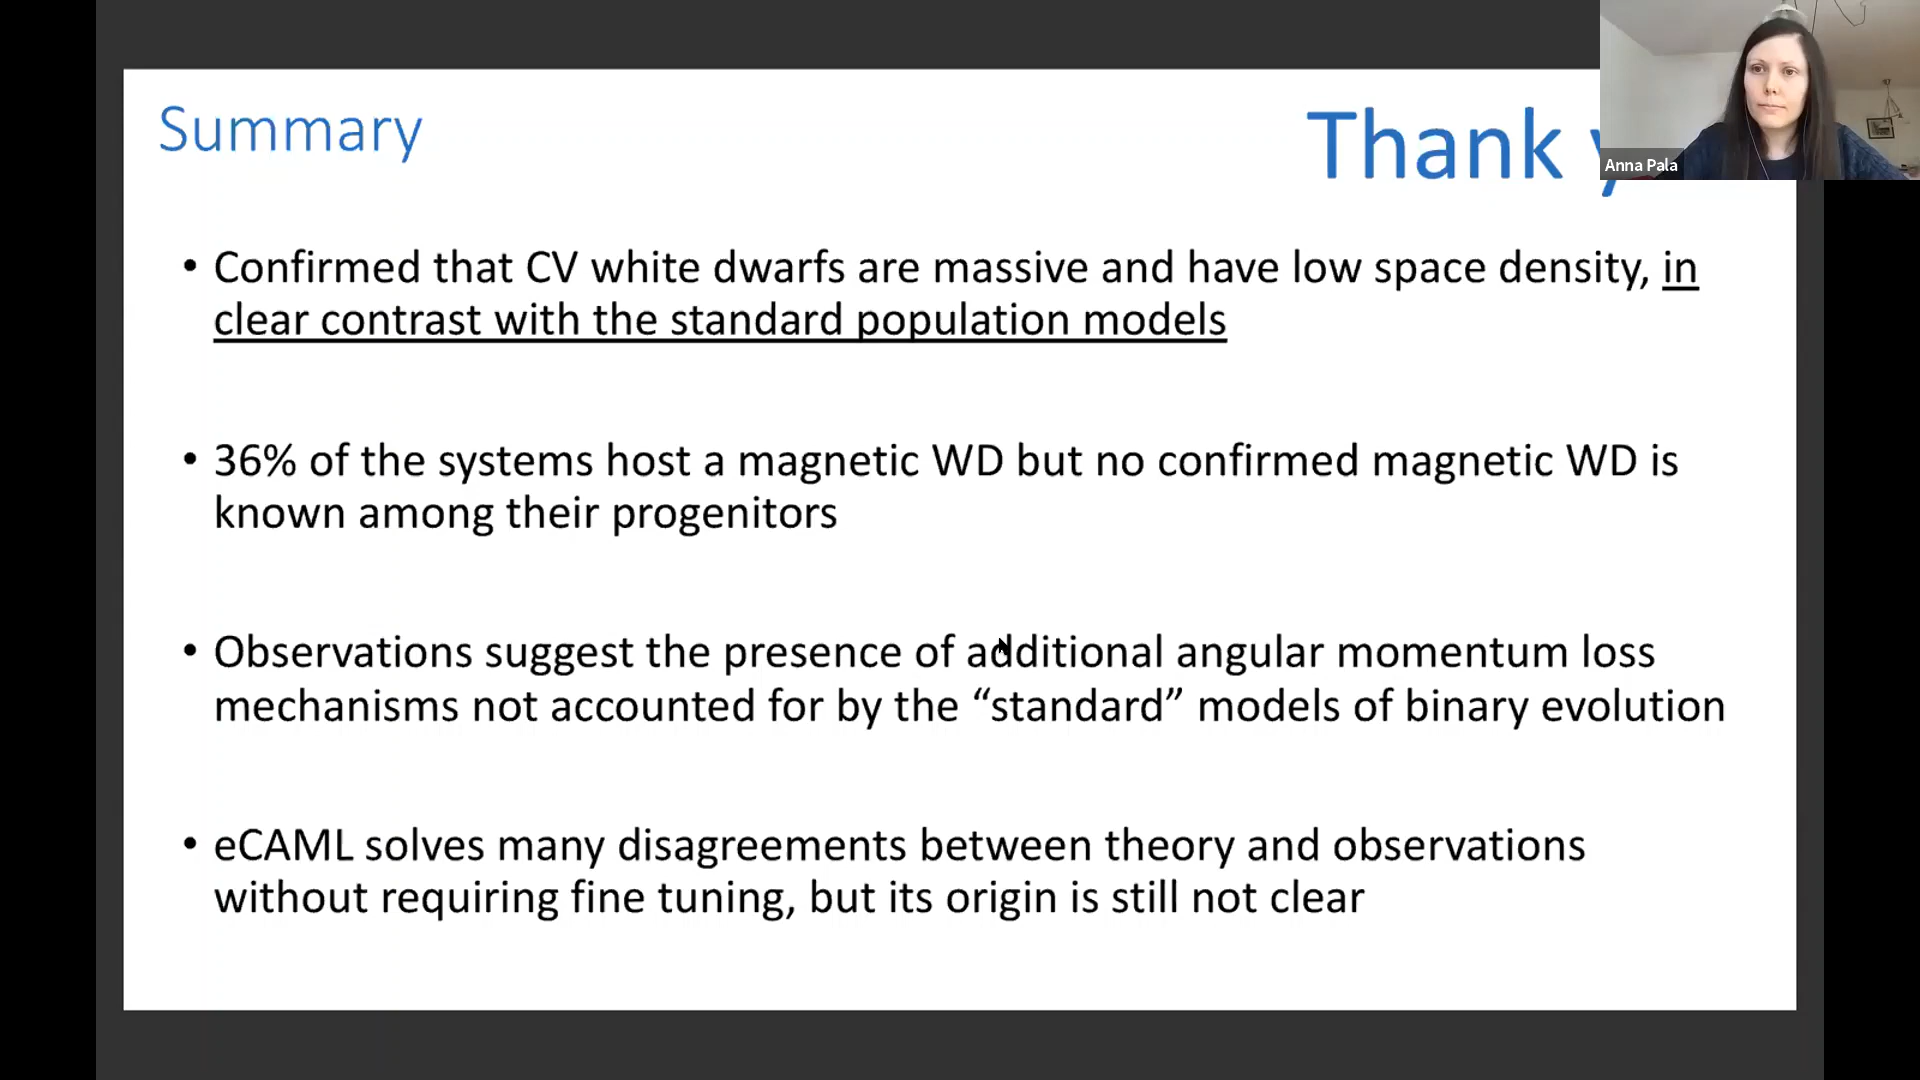 Summary
Thank
Anna Pala
• Confirmed that CV white dwarfs are massive and have low space density, in
clear contrast with the standard population models
• 36% of the systems host a magnetic WD but no confirmed magnetic WD is
known among their progenitors
• Observations suggest the presence of additional angular momentum loss
mechanisms not accounted for by the “standard” models of binary evolution
• eCAML solves many disagreements between theory and observations
without requiring fine tuning, but its origin is still not clear